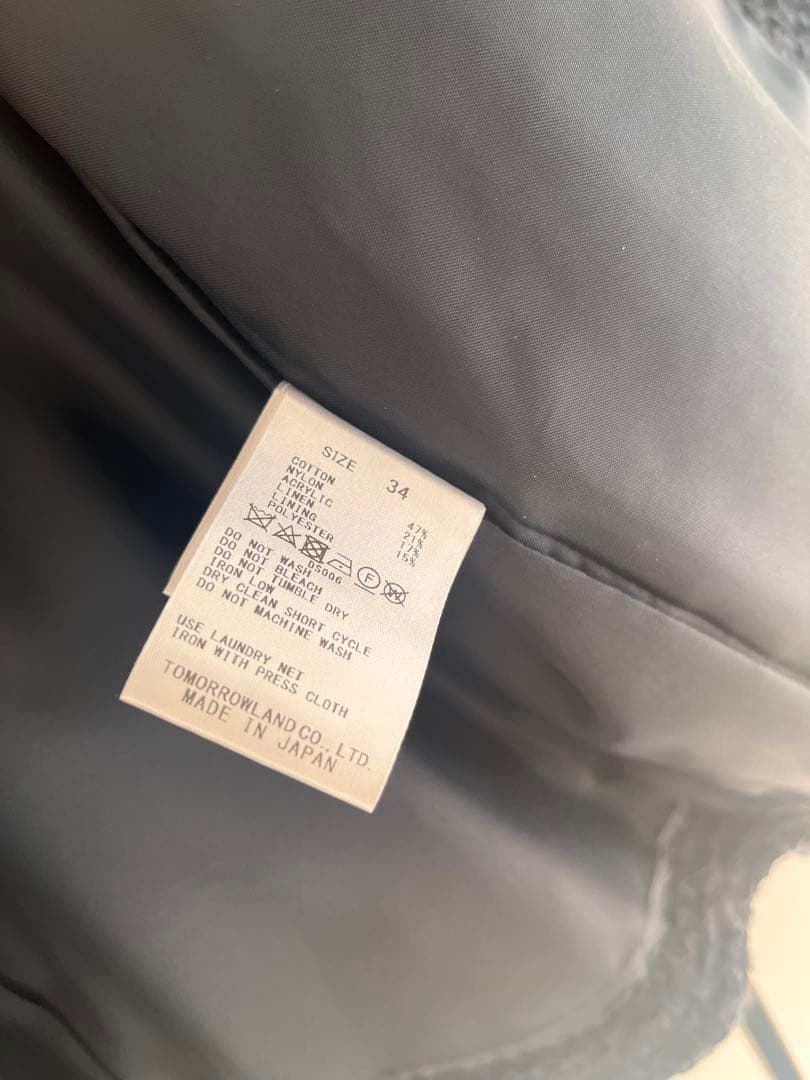 SIZE 34
COTTON 47%
NYLON 21%
ACRYLIC 17%
LINEN 15%
LINING
POLYESTER
DS006
DO NOT WASH
DO NOT BLEACH
DO NOT TUMBLE DRY
IRON LOW
DRY CLEAN SHORT CYCLE
DO NOT MACHINE WASH
USE LAUNDRY NET
IRON WITH PRESS CLOTH
TOMORROWLAND CO., LTD.
MADE IN JAPAN